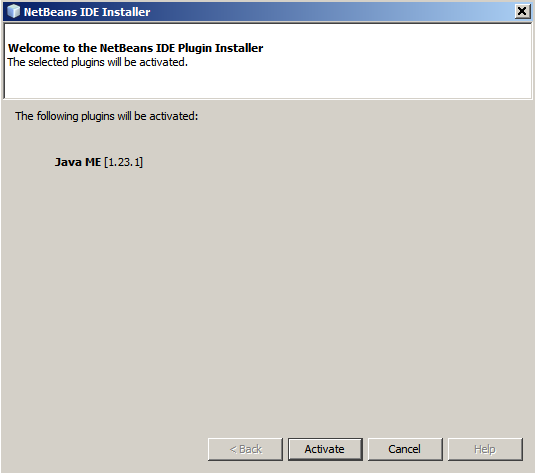 NetBeans IDE Installer
Welcome to the NetBeans IDE Plugin Installer
The selected plugins will be activated.
The following plugins will be activated:
Java ME [1.23.1]
< Back Activate Cancel Help